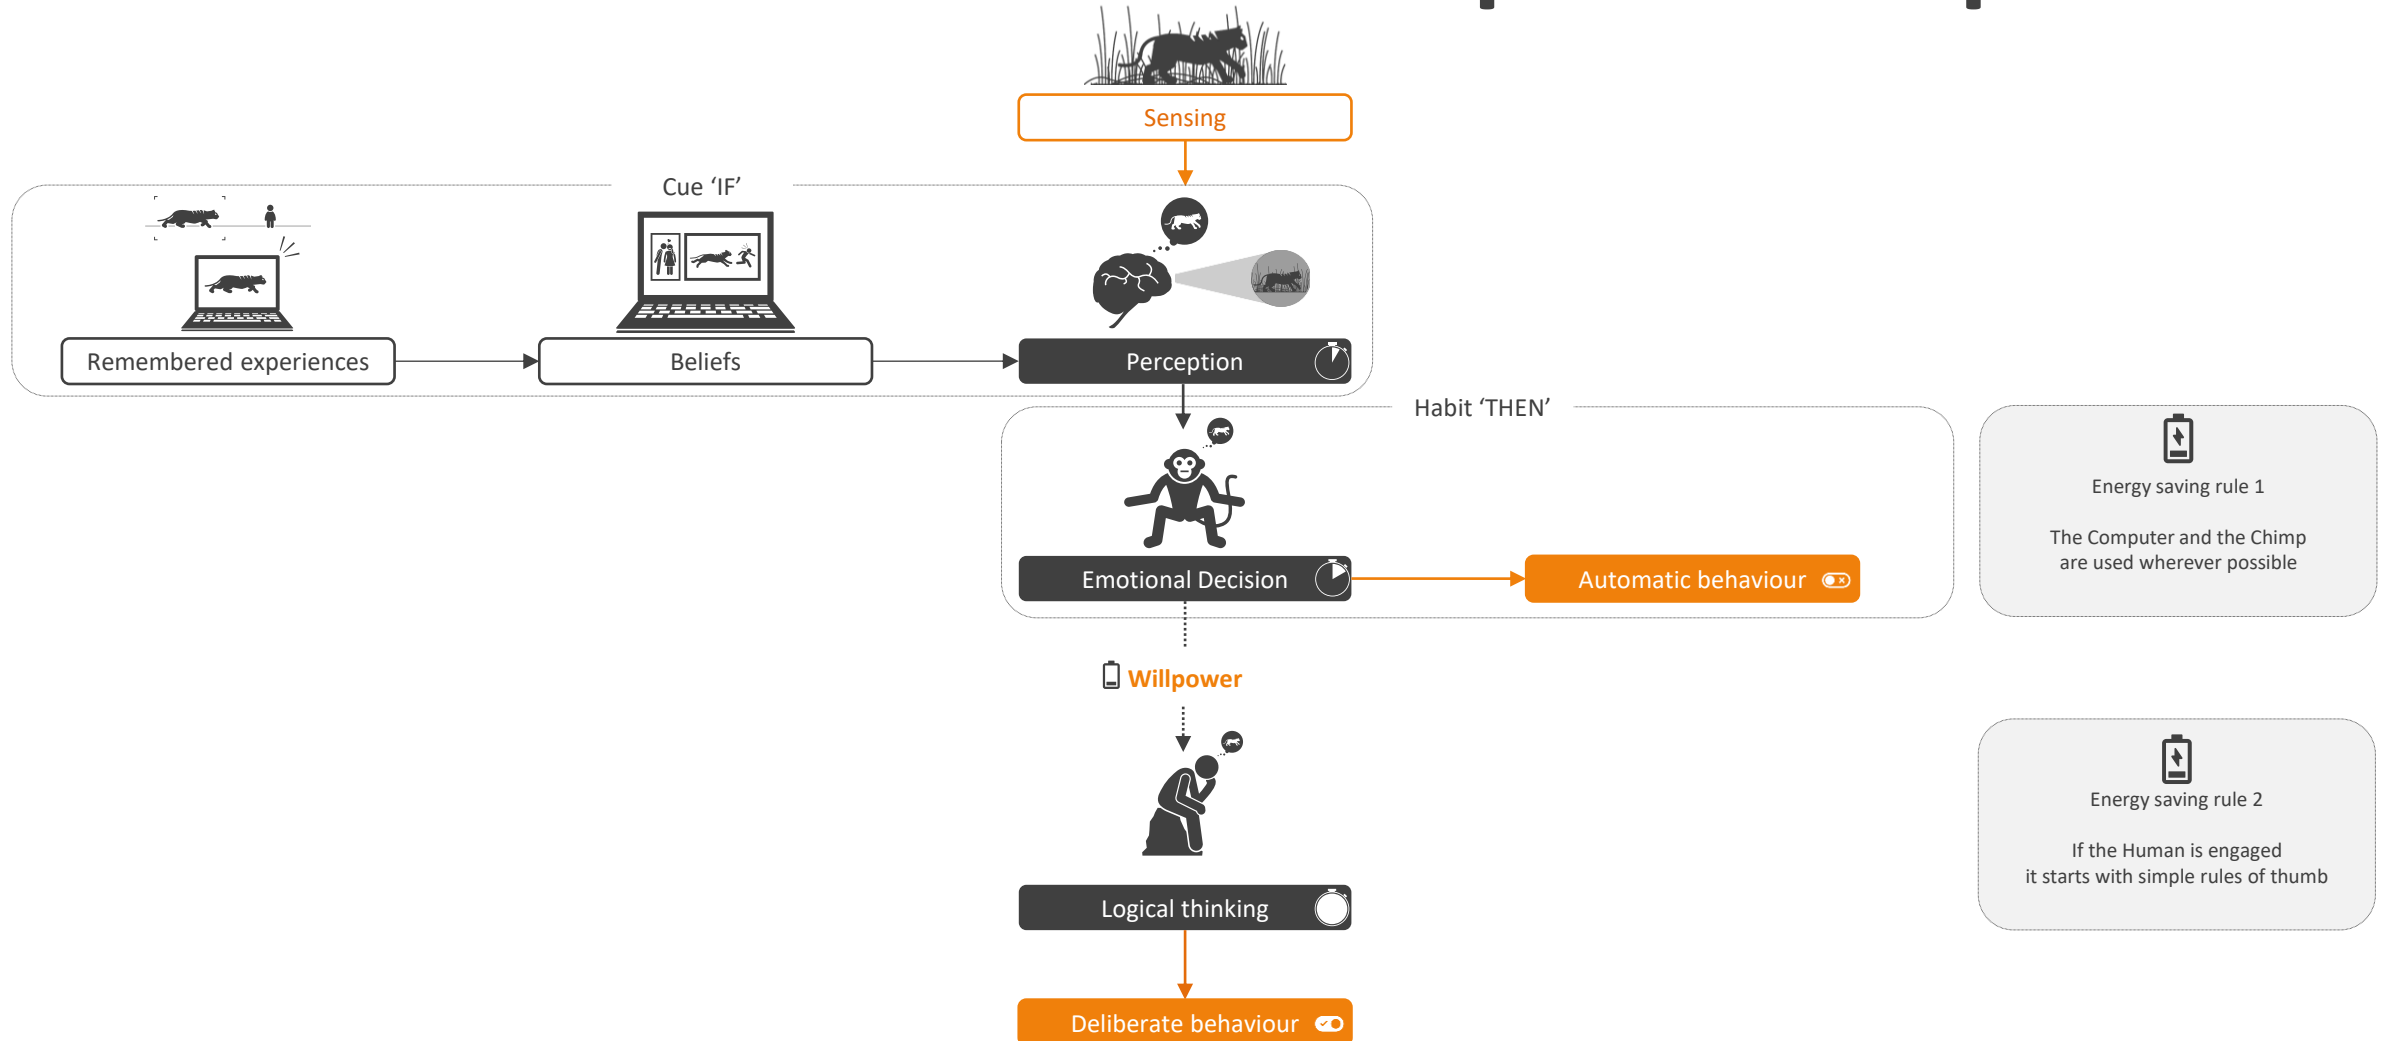 Sensing
Cue ‘IF’
Remembered experiences
Beliefs
Perception
Habit ‘THEN’
Emotional Decision
Automatic behaviour
Energy saving rule 1
The Computer and the Chimp
are used wherever possible
Willpower
Energy saving rule 2
If the Human is engaged
it starts with simple rules of thumb
Logical thinking
Deliberate behaviour